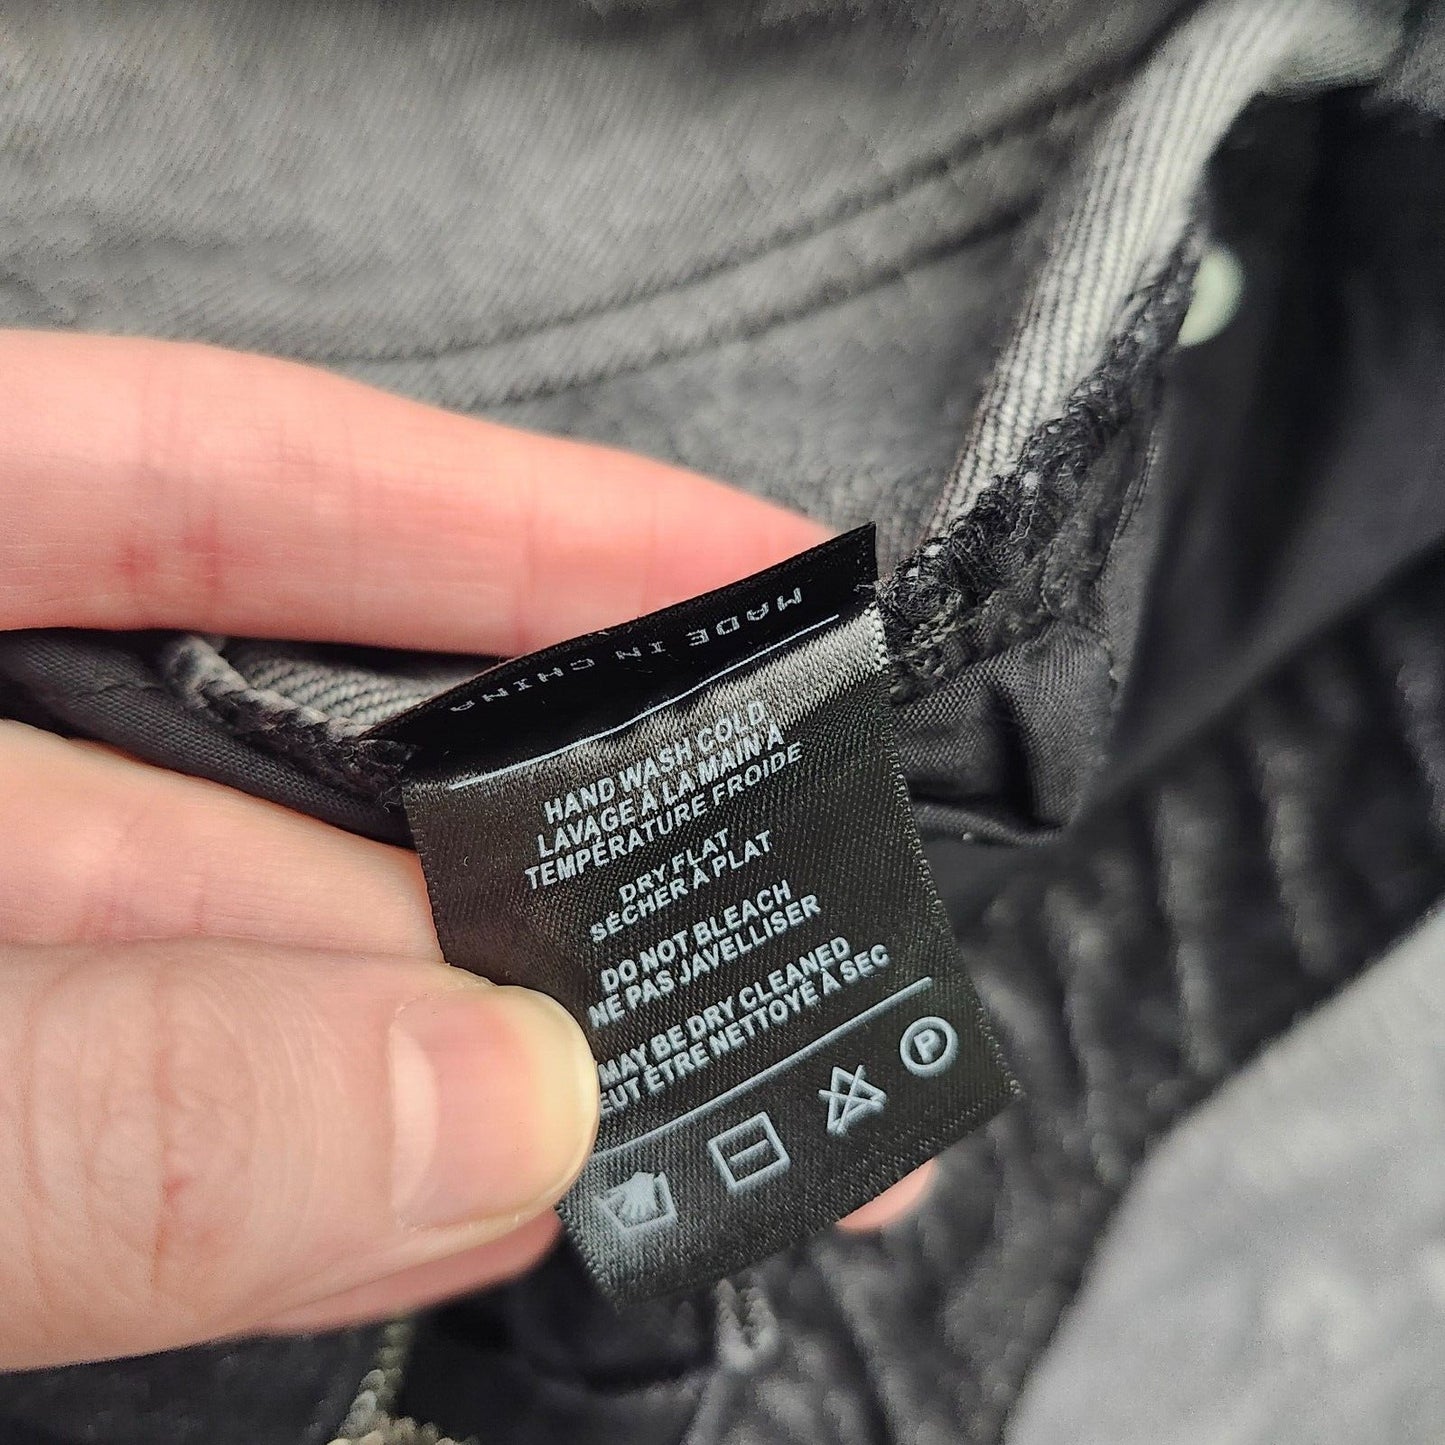 MADE IN CHINA
HAND WASH COLD
LAVAGE À LA MAIN À
TEMPÉRATURE FROIDE
DRY FLAT
SÉCHER À PLAT
DO NOT BLEACH
NE PAS JAVELLISER
MAY BE DRY CLEANED
EUT ÊTRE NETTOYÉ À SEC
P